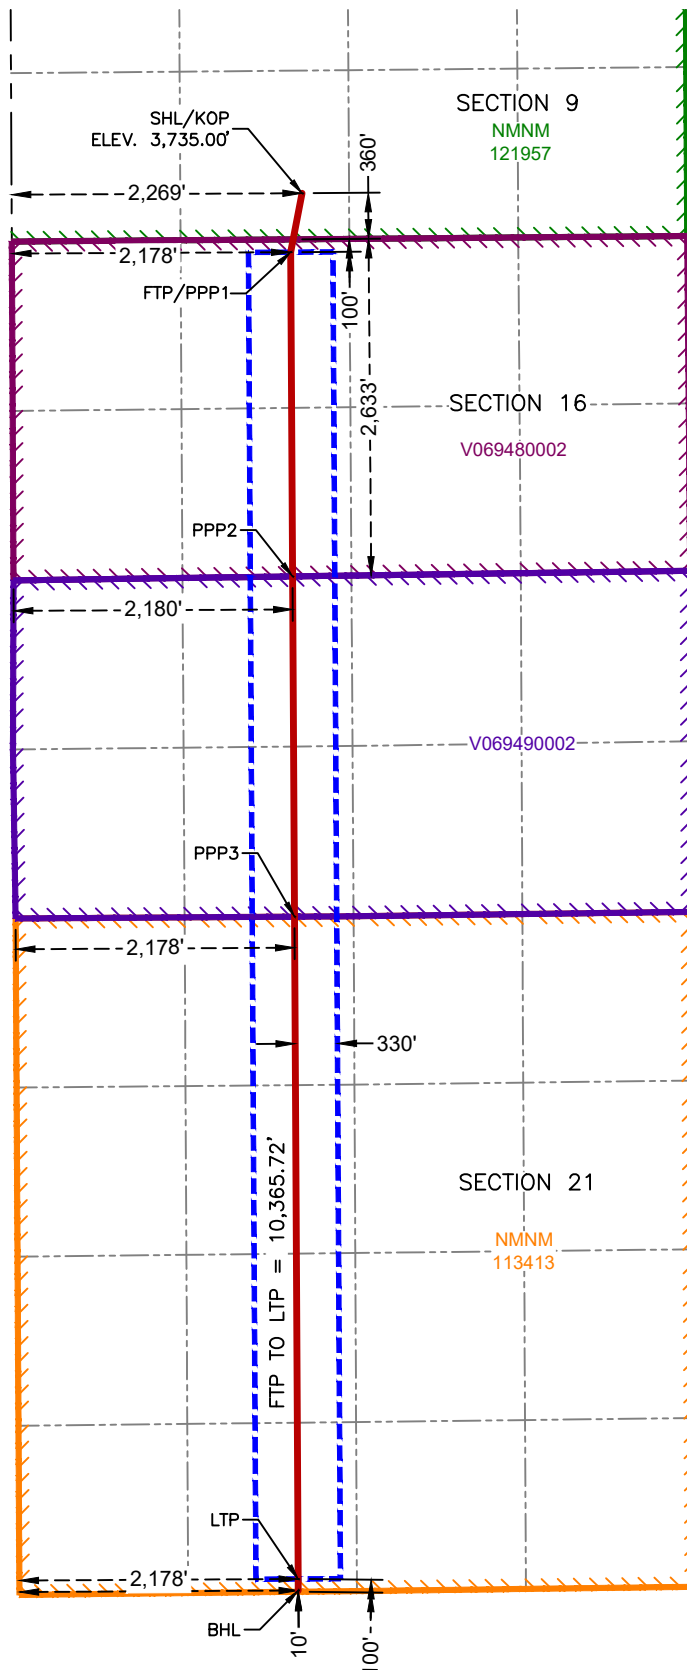 SECTION 9
NMNM
121957
SHL/KOP
ELEV. 3,735.00'
360'
2,269'
2,178'
FTP/PPP1
100'
2,633'
SECTION 16
V069480002
PPP2
2,180'
V069490002
PPP3
2,178'
330'
FTP TO LTP = 10,365.72'
SECTION 21
NMNM
113413
LTP
2,178'
BHL
10'
100'